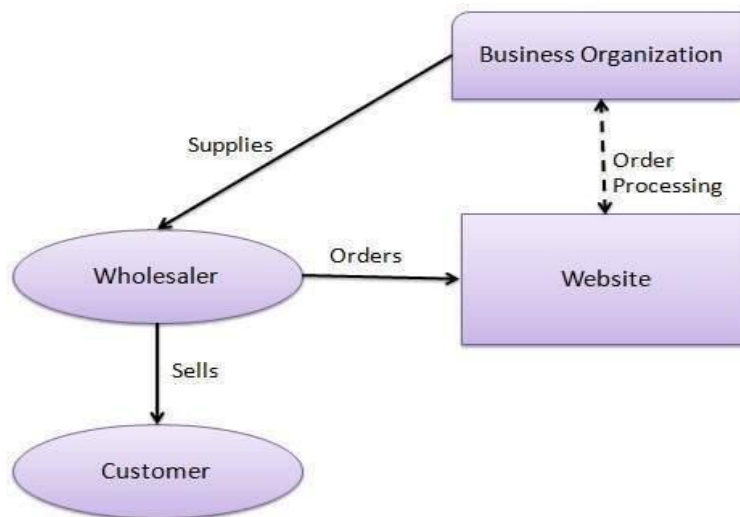 Business Organization
Supplies
Order
Processing
Wholesaler
Orders
Website
Sells
Customer